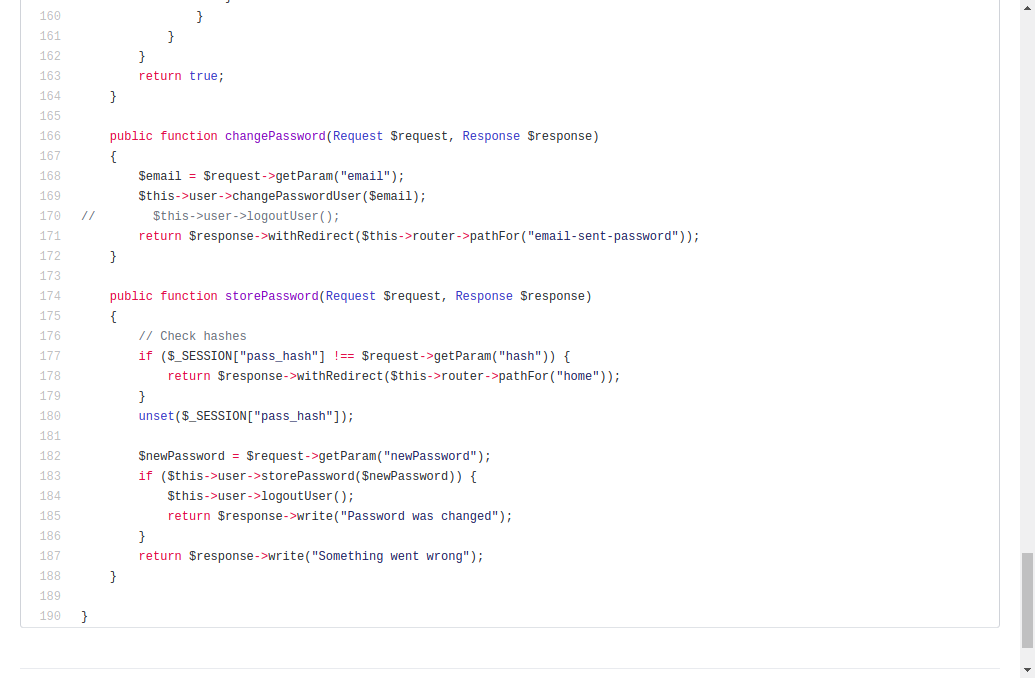 160                 }
161             }
162         }
163         return true;
164     }
165
166     public function changePassword(Request $request, Response $response)
167     {
168         $email = $request->getParam("email");
169         $this->user->changePasswordUser($email);
170 //        $this->user->logoutUser();
171         return $response->withRedirect($this->router->pathFor("email-sent-password"));
172     }
173
174     public function storePassword(Request $request, Response $response)
175     {
176         // Check hashes
177         if ($_SESSION["pass_hash"] !== $request->getParam("hash")) {
178             return $response->withRedirect($this->router->pathFor("home"));
179         }
180         unset($_SESSION["pass_hash"]);
181
182         $newPassword = $request->getParam("newPassword");
183         if ($this->user->storePassword($newPassword)) {
184             $this->user->logoutUser();
185             return $response->write("Password was changed");
186         }
187         return $response->write("Something went wrong");
188     }
189
190 }